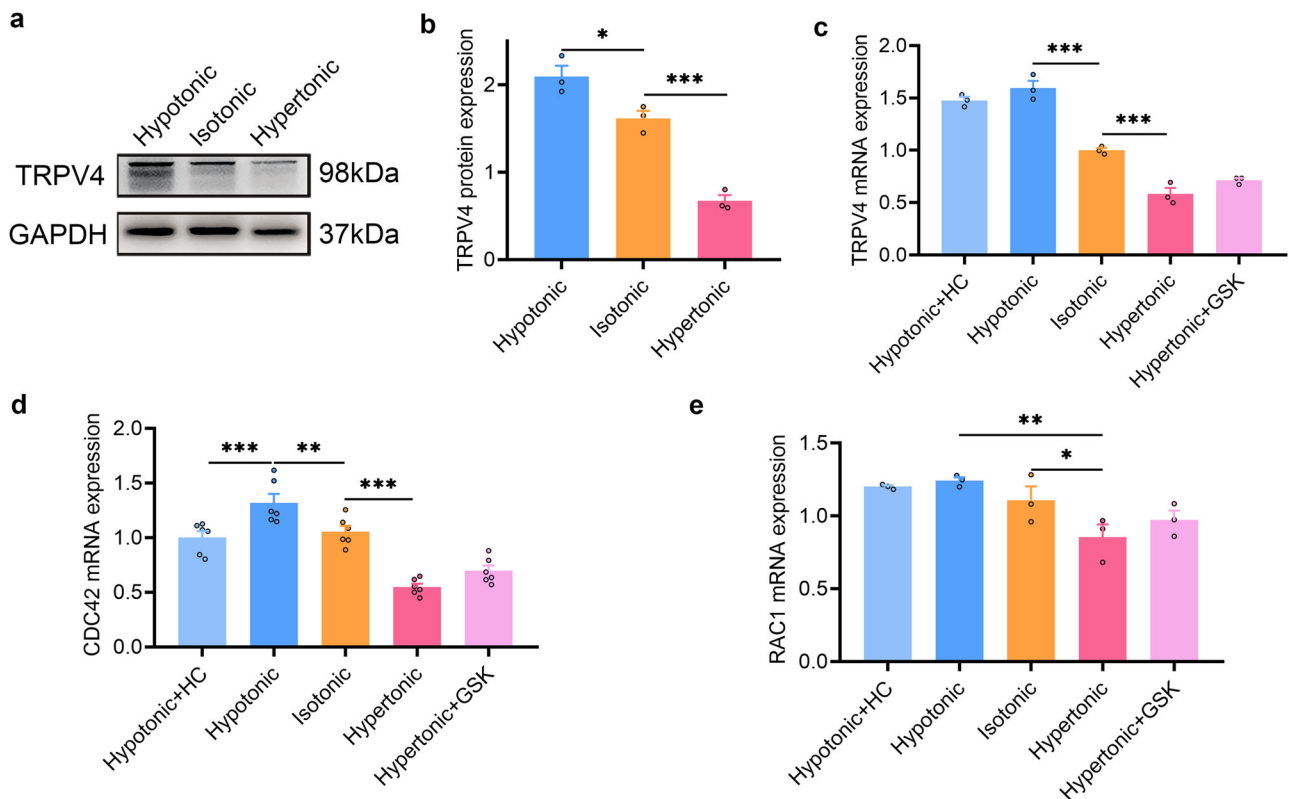 a
Hypotonic
Isotonic
Hypertonic
TRPV4
98kDa
GAPDH
37kDa
b
TRPV4 protein expression
2
1
0
*
***
Hypotonic
Isotonic
Hypertonic
c
TRPV4 mRNA expression
2.0
1.5
1.0
0.5
0.0
***
***
Hypotonic+HC
Hypotonic
Isotonic
Hypertonic
Hypertonic+GSK
d
CDC42 mRNA expression
2.0
1.5
1.0
0.5
0.0
***
**
***
Hypotonic+HC
Hypotonic
Isotonic
Hypertonic
Hypertonic+GSK
e
RAC1 mRNA expression
1.5
1.0
0.5
0.0
**
*
Hypotonic+HC
Hypotonic
Isotonic
Hypertonic
Hypertonic+GSK